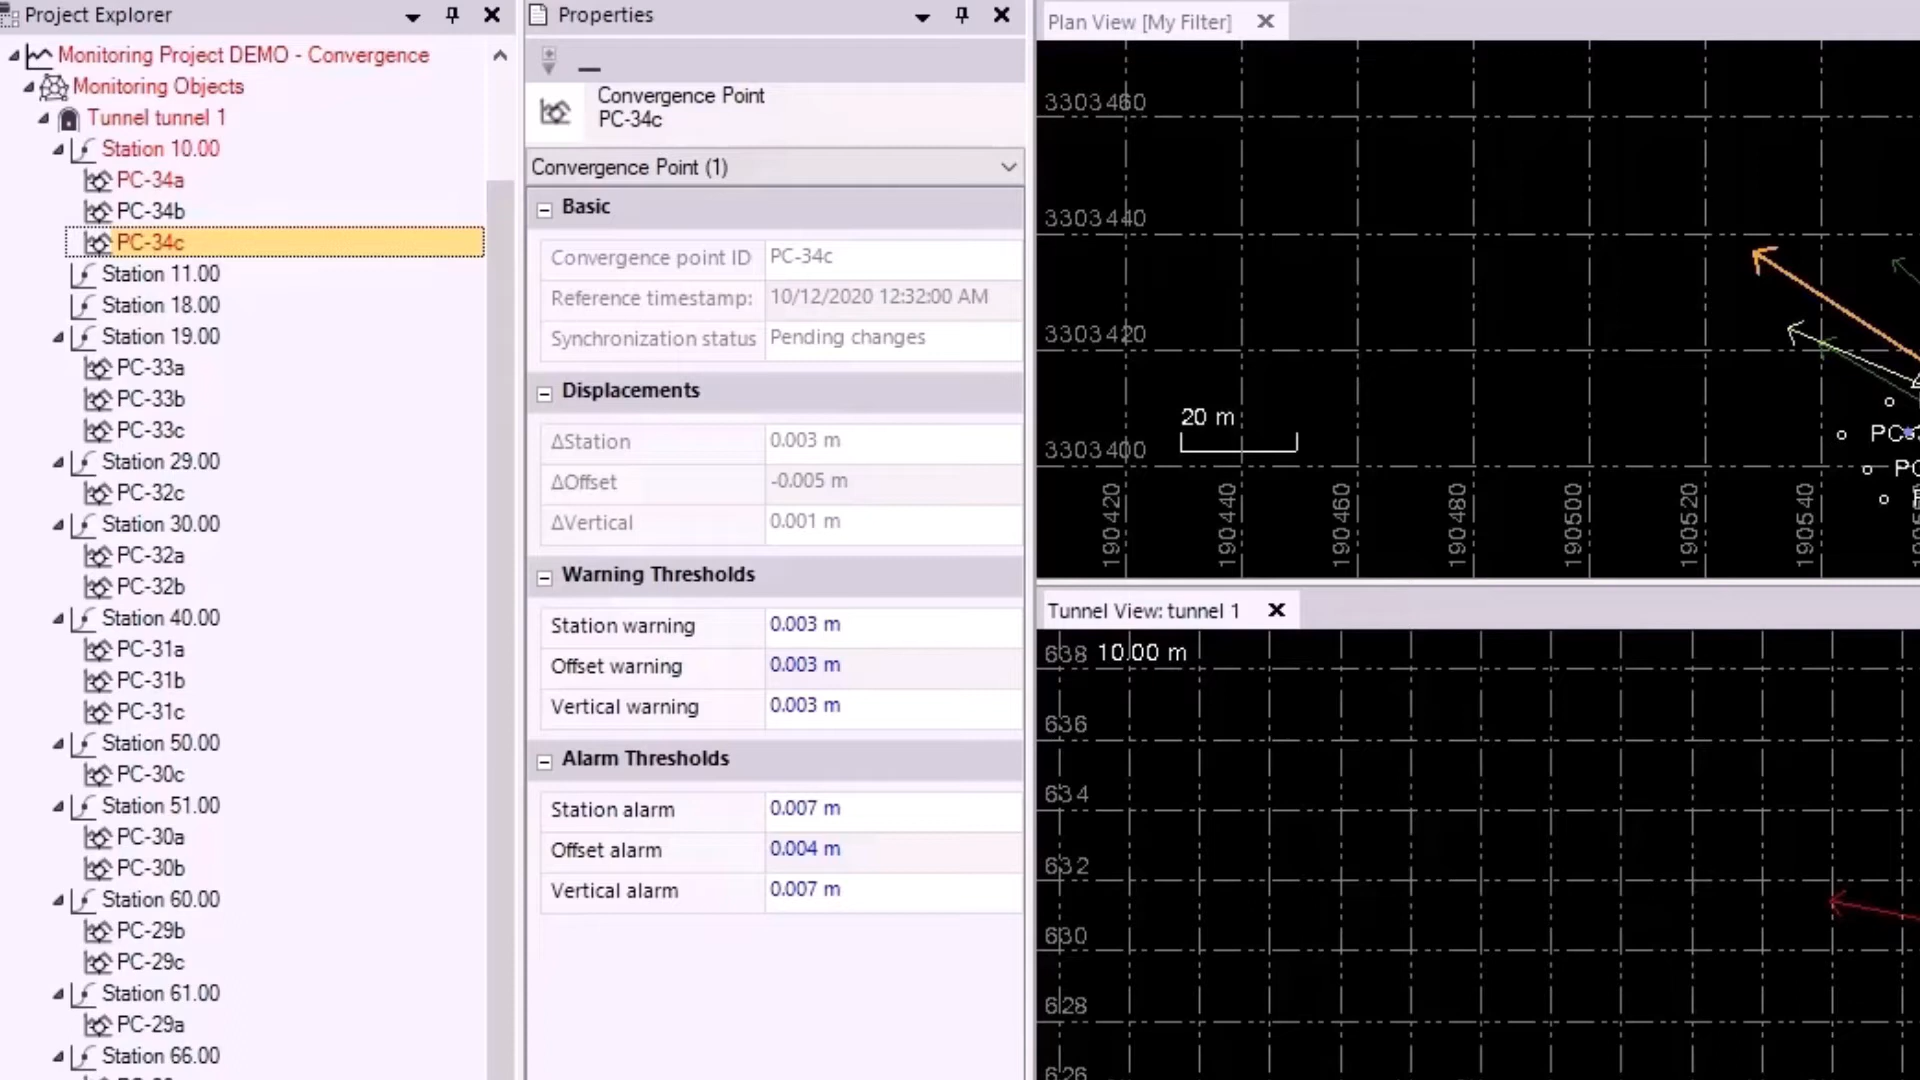 Project Explorer
Monitoring Project DEMO - Convergence
Monitoring Objects
Tunnel tunnel 1
Station 10.00
PC-34a
PC-34b
PC-34c
Station 11.00
Station 18.00
Station 19.00
PC-33a
PC-33b
PC-33c
Station 29.00
PC-32c
Station 30.00
PC-32a
PC-32b
Station 40.00
PC-31a
PC-31b
PC-31c
Station 50.00
PC-30c
Station 51.00
PC-30a
PC-30b
Station 60.00
PC-29b
PC-29c
Station 61.00
PC-29a
Station 66.00
Properties
Convergence Point
PC-34c
Convergence Point (1)
Basic
Convergence point ID PC-34c
Reference timestamp: 10/12/2020 12:32:00 AM
Synchronization status Pending changes
Displacements
ΔStation 0.003 m
ΔOffset -0.005 m
ΔVertical 0.001 m
Warning Thresholds
Station warning 0.003 m
Offset warning 0.003 m
Vertical warning 0.003 m
Alarm Thresholds
Station alarm 0.007 m
Offset alarm 0.004 m
Vertical alarm 0.007 m
Plan View [My Filter]
3303460
3303440
3303420
3303400
20 m
190420
190440
190460
190480
190500
190520
190540
PC
Tunnel View: tunnel 1
638 10.00 m
636
634
632
630
628
626